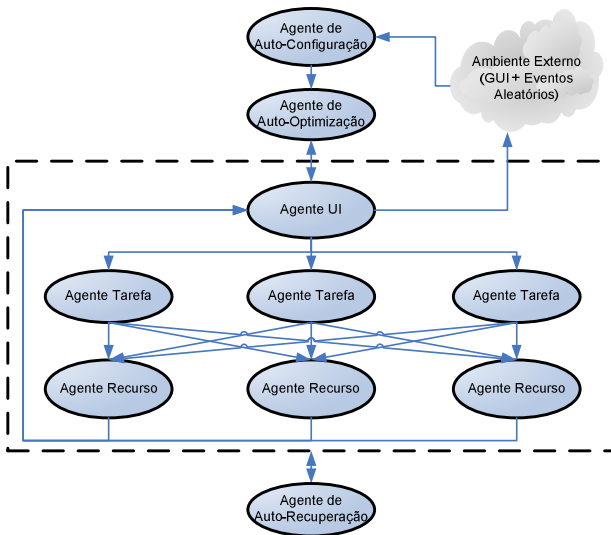 Agente de
Auto-Configuração
Ambiente Externo
(GUI + Eventos
Aleatórios)
Agente de
Auto-Optimização
Agente UI
Agente Tarefa
Agente Tarefa
Agente Tarefa
Agente Recurso
Agente Recurso
Agente Recurso
Agente de
Auto-Recuperação